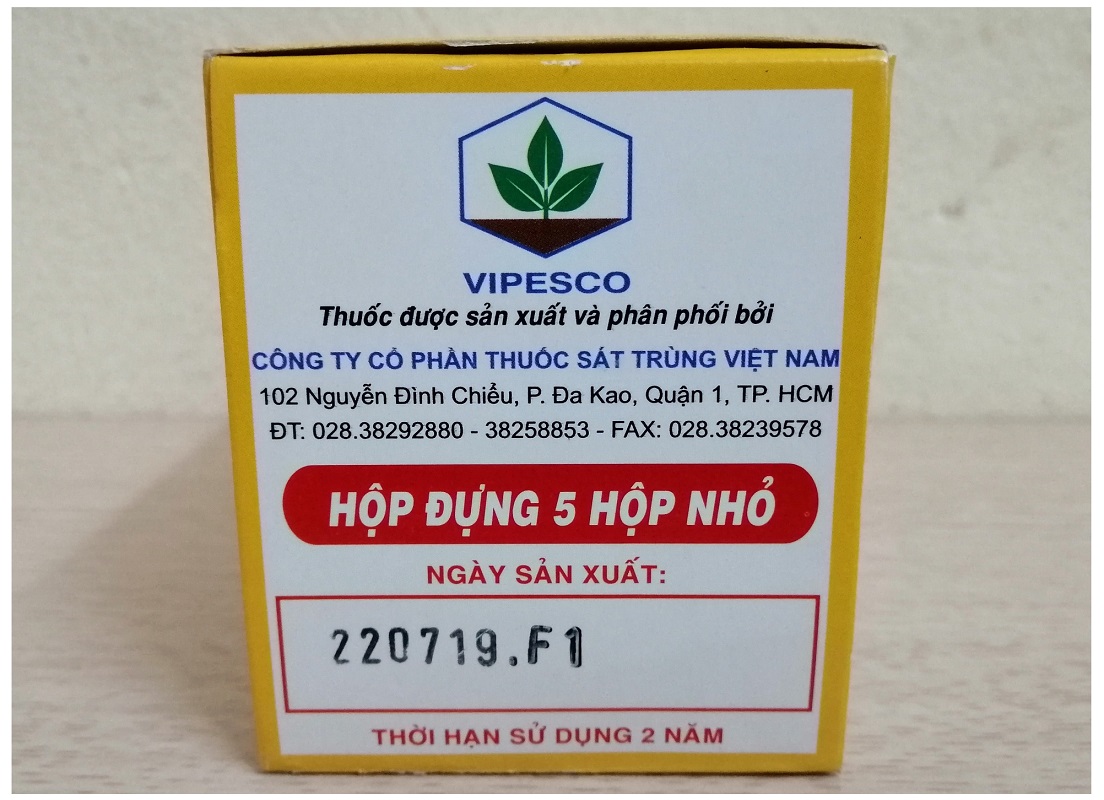 VIPESCO
Thuốc được sản xuất và phân phối bởi
CÔNG TY CỔ PHẦN THUỐC SÁT TRÙNG VIỆT NAM
102 Nguyễn Đình Chiểu, P. Đa Kao, Quận 1, TP. HCM
ĐT: 028.38292880 - 38258853 - FAX: 028.38239578
HỘP ĐỰNG 5 HỘP NHỎ
NGÀY SẢN XUẤT:
220719.F1
THỜI HẠN SỬ DỤNG 2 NĂM